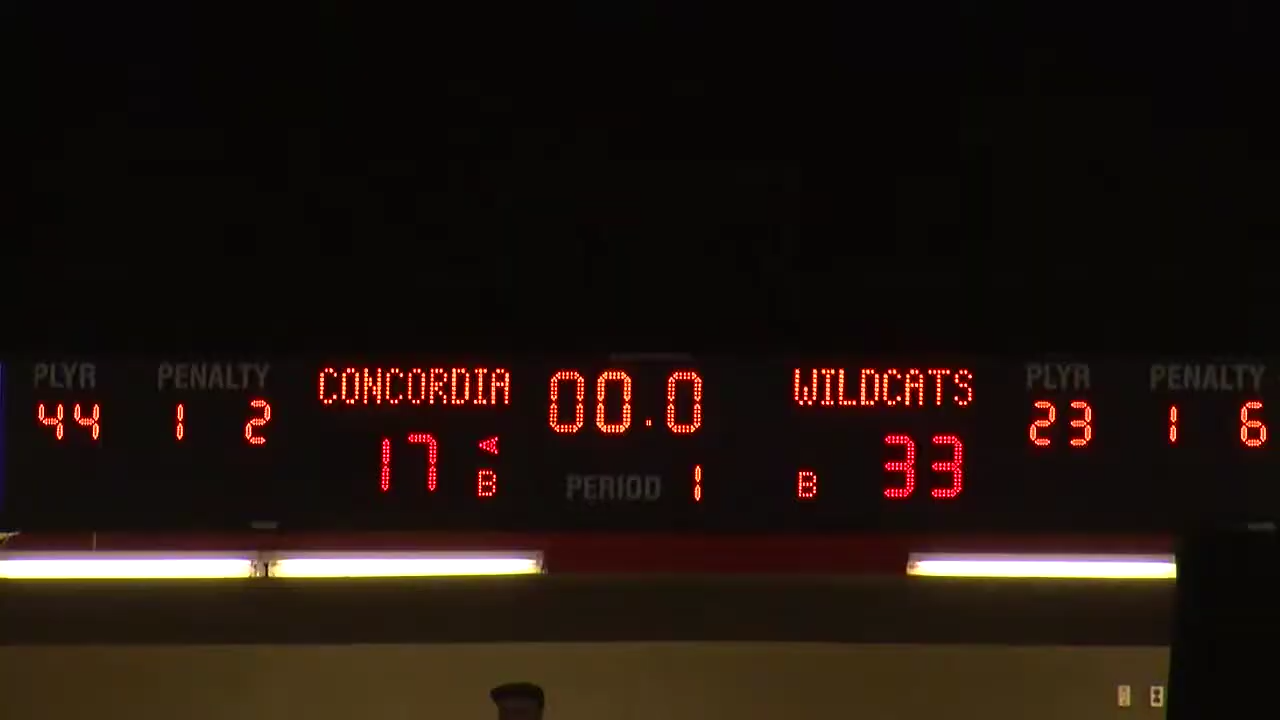 PLYR PENALTY CONCORDIA 00.0 WILDCATS PLYR PENALTY
44 1 2 17 A B PERIOD 1 B 33 23 1 6